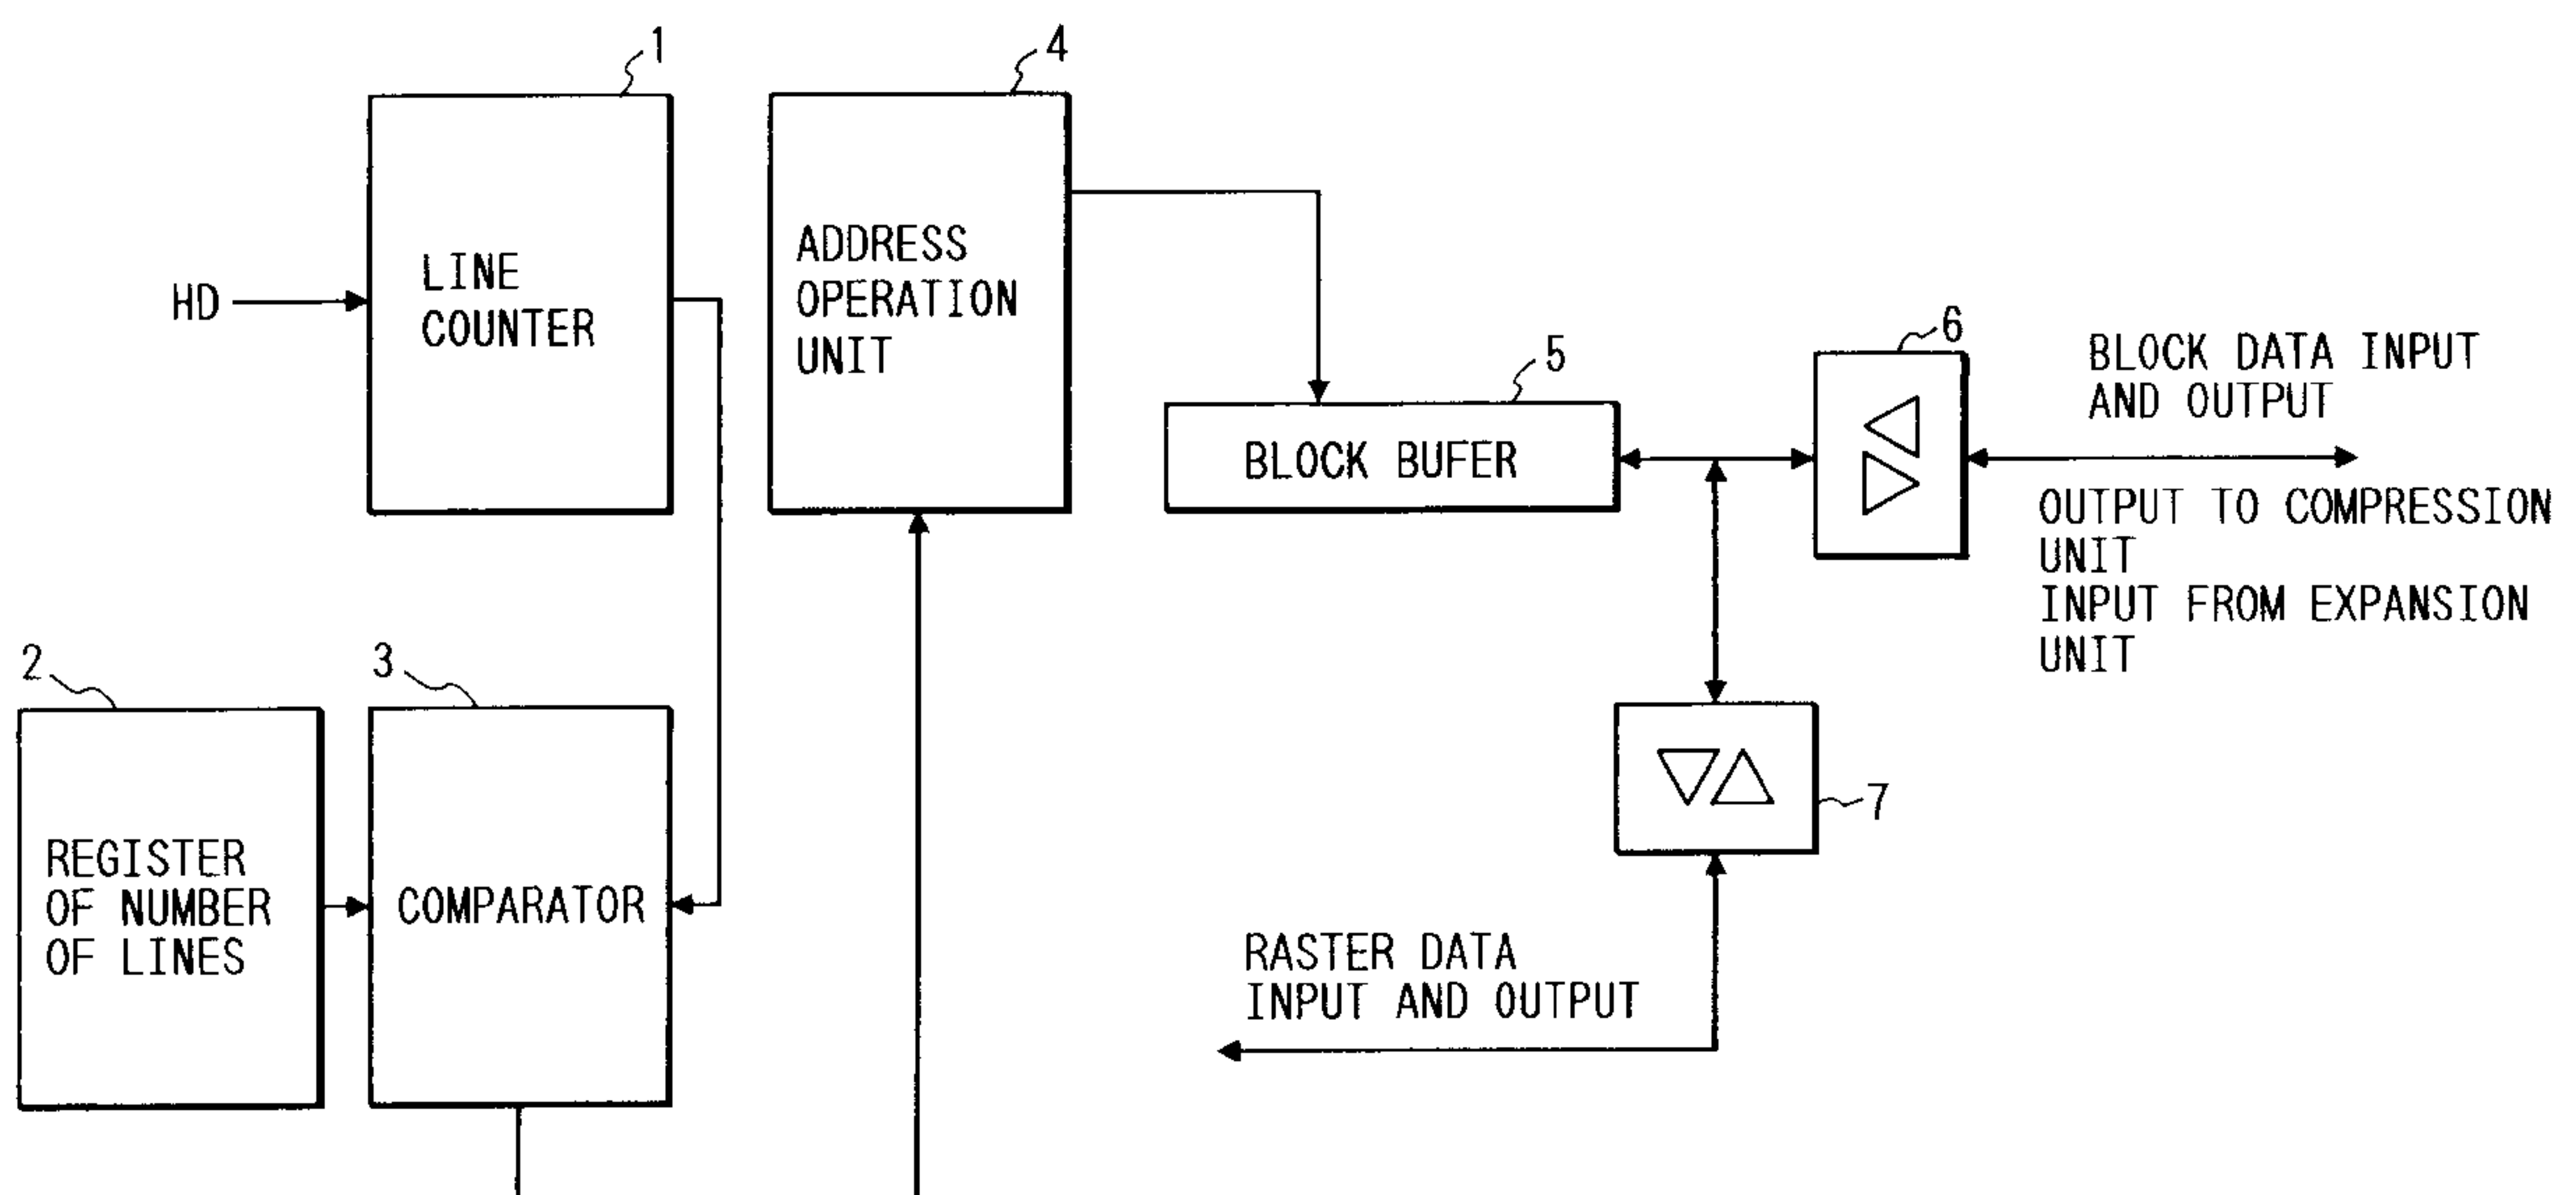 1
4
LINE
COUNTER
HD
ADDRESS
OPERATION
UNIT
5
BLOCK BUFER
6
BLOCK DATA INPUT
AND OUTPUT
OUTPUT TO COMPRESSION
UNIT
INPUT FROM EXPANSION
UNIT
2
3
REGISTER
OF NUMBER
OF LINES
COMPARATOR
7
RASTER DATA
INPUT AND OUTPUT